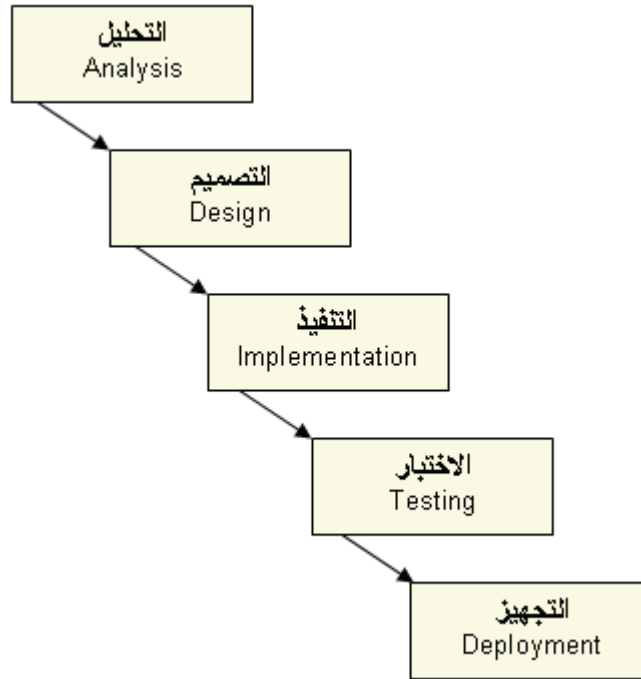 التحليل
Analysis
التصميم
Design
التنفيذ
Implementation
الاختبار
Testing
التجهيز
Deployment